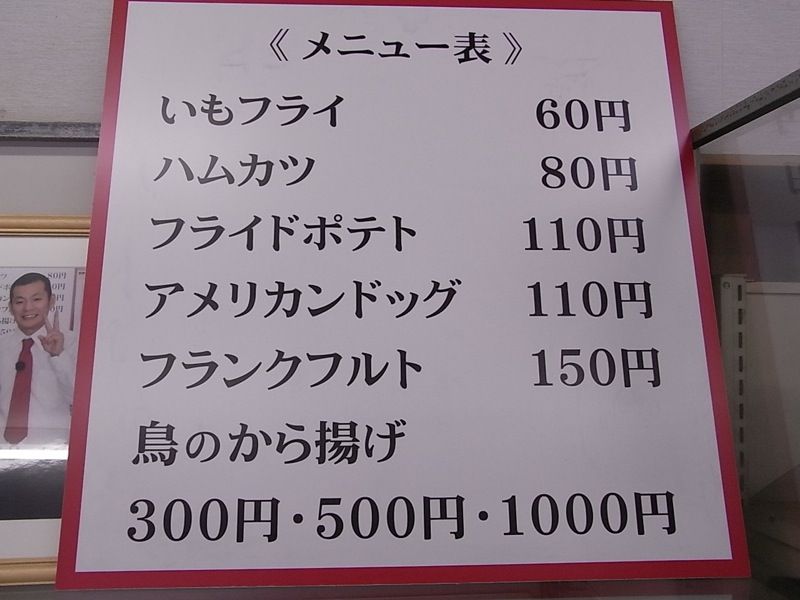 《 メニュー表 》
いもフライ 60円
ハムカツ 80円
フライドポテト 110円
アメリカンドッグ 110円
フランクフルト 150円
鳥のから揚げ
300円・500円・1000円